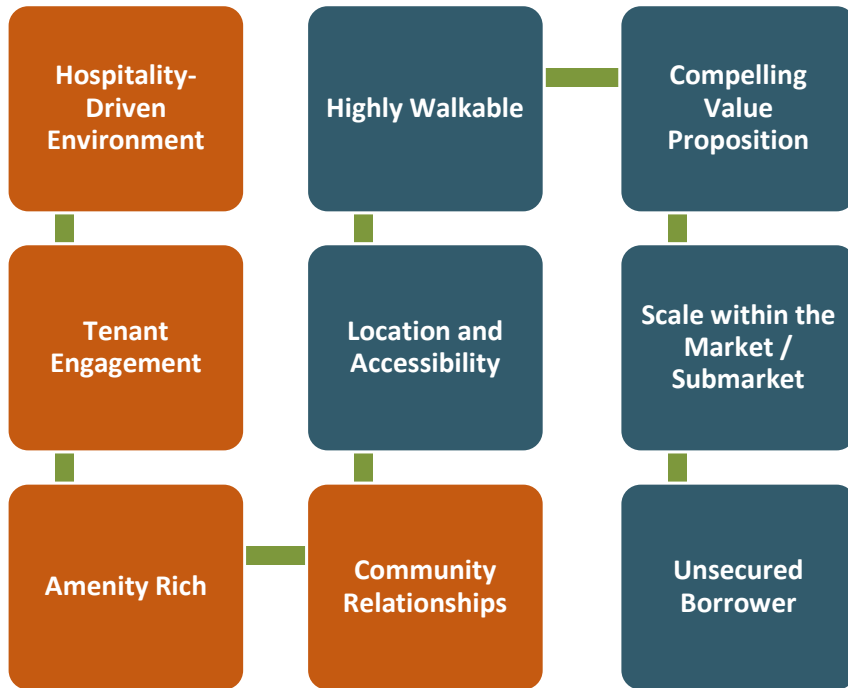 Hospitality-
Driven
Environment
Tenant
Engagement
Amenity Rich
Community
Relationships
Location and
Accessibility
Highly Walkable
Compelling
Value
Proposition
Scale within the
Market /
Submarket
Unsecured
Borrower